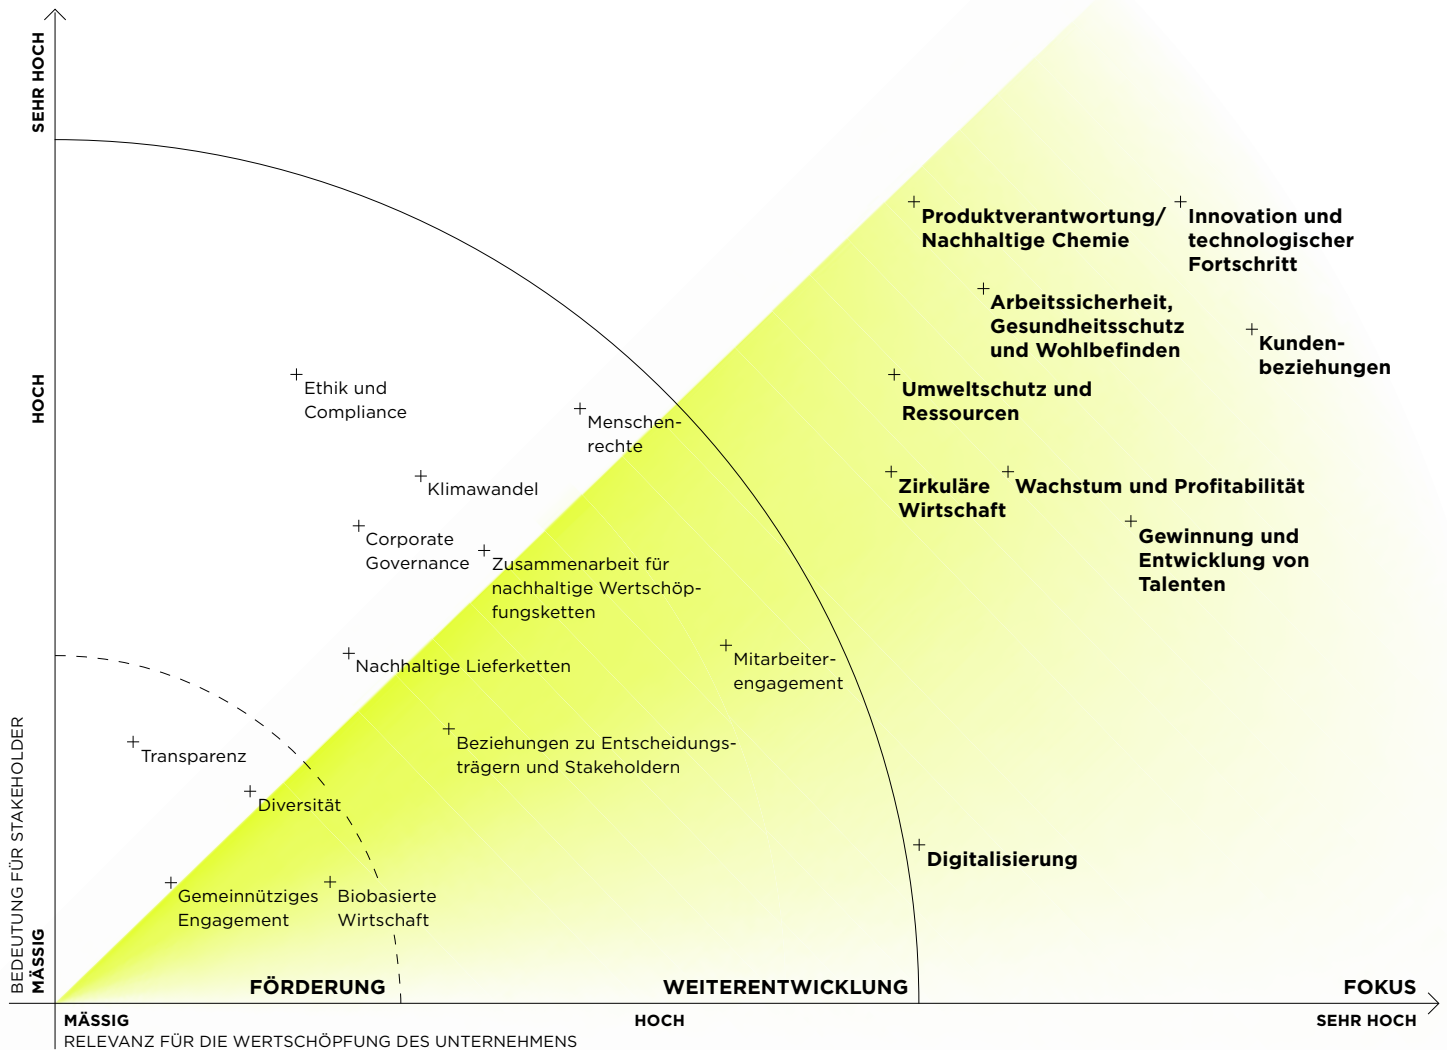 SEHR HOCH
Produktverantwortung/
Nachhaltige Chemie
Innovation und
technologischer
Fortschritt
Arbeitssicherheit,
Gesundheitsschutz
und Wohlbefinden
Kunden-
beziehungen
HOCH
Ethik und
Compliance
Umweltschutz und
Ressourcen
Menschen-
rechte
Klimawandel
Zirkuläre
Wirtschaft
Wachstum und Profitabilität
Corporate
Governance
Gewinnung und
Entwicklung von
Talenten
Zusammenarbeit für
nachhaltige Wertschöp-
fungsketten
Nachhaltige Lieferketten
Mitarbeiter-
engagement
Beziehungen zu Entscheidungs-
trägern und Stakeholdern
Transparenz
Diversität
Digitalisierung
Gemeinnütziges
Engagement
Biobasierte
Wirtschaft
BEDEUTUNG FÜR STAKEHOLDER
MÄSSIG
FÖRDERUNG
WEITERENTWICKLUNG
FOKUS
MÄSSIG
HOCH
SEHR HOCH
RELEVANZ FÜR DIE WERTSCHÖPFUNG DES UNTERNEHMENS